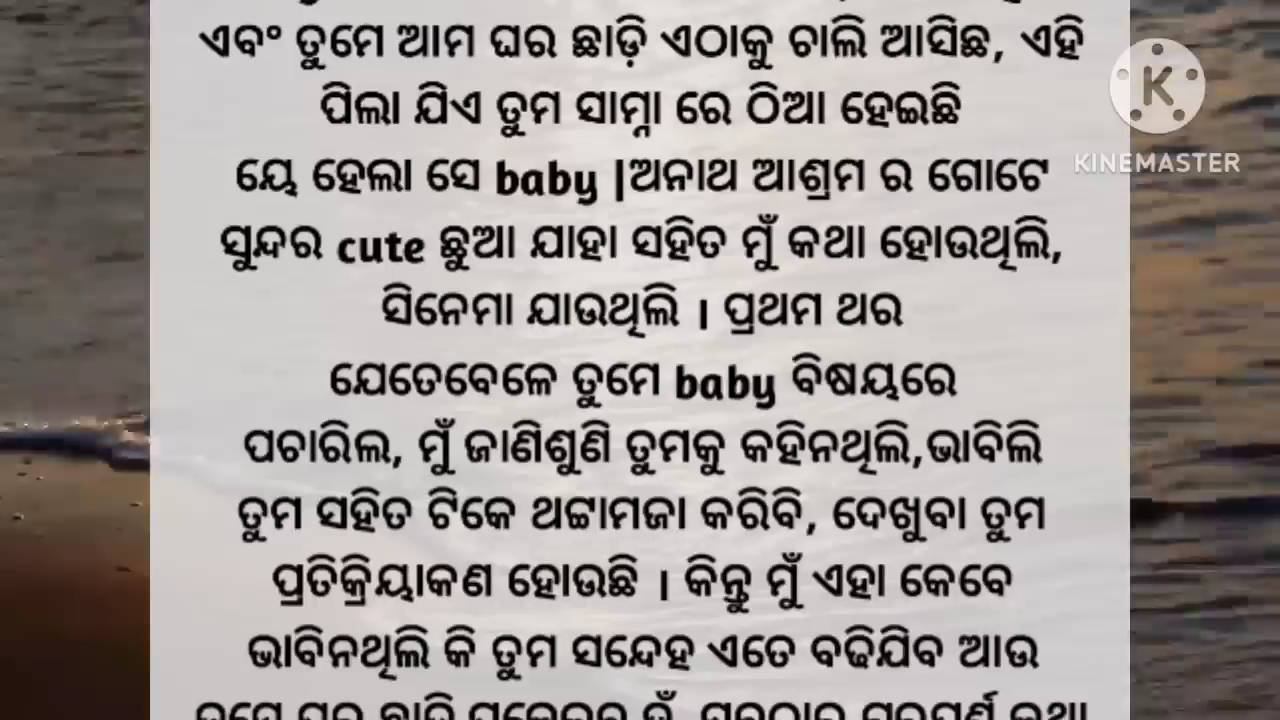 ଏବଂ ତୁମେ ଆମ ଘର ଛାଡ଼ି ଏଠାକୁ ଚାଲି ଆସିଛ, ଏହି
ପିଲା ଯିଏ ତୁମ ସାମ୍ନା ରେ ଠିଆ ହେଇଛି
ୟେ ହେଲା ସେ baby |ଅନାଥ ଆଶ୍ରମ ର ଗୋଟେ
ସୁନ୍ଦର cute ଛୁଆ ଯାହା ସହିତ ମୁଁ କଥା ହୋଉଥିଲି,
ସିନେମା ଯାଉଥିଲି । ପ୍ରଥମ ଥର
ଯେତେବେଳେ ତୁମେ baby ବିଷୟରେ
ପଚାରିଲ, ମୁଁ ଜାଣିଶୁଣି ତୁମକୁ କହିନଥିଲି,ଭାବିଲି
ତୁମ ସହିତ ଟିକେ ଥଟ୍ଟାମଜା କରିବି, ଦେଖୁବା ତୁମ
ପ୍ରତିକ୍ରିୟାକଣ ହୋଉଛି । କିନ୍ତୁ ମୁଁ ଏହା କେବେ
ଭାବିନଥିଲି କି ତୁମ ସନ୍ଦେହ ଏତେ ବଢିଯିବ ଆଉ
KINEMASTER